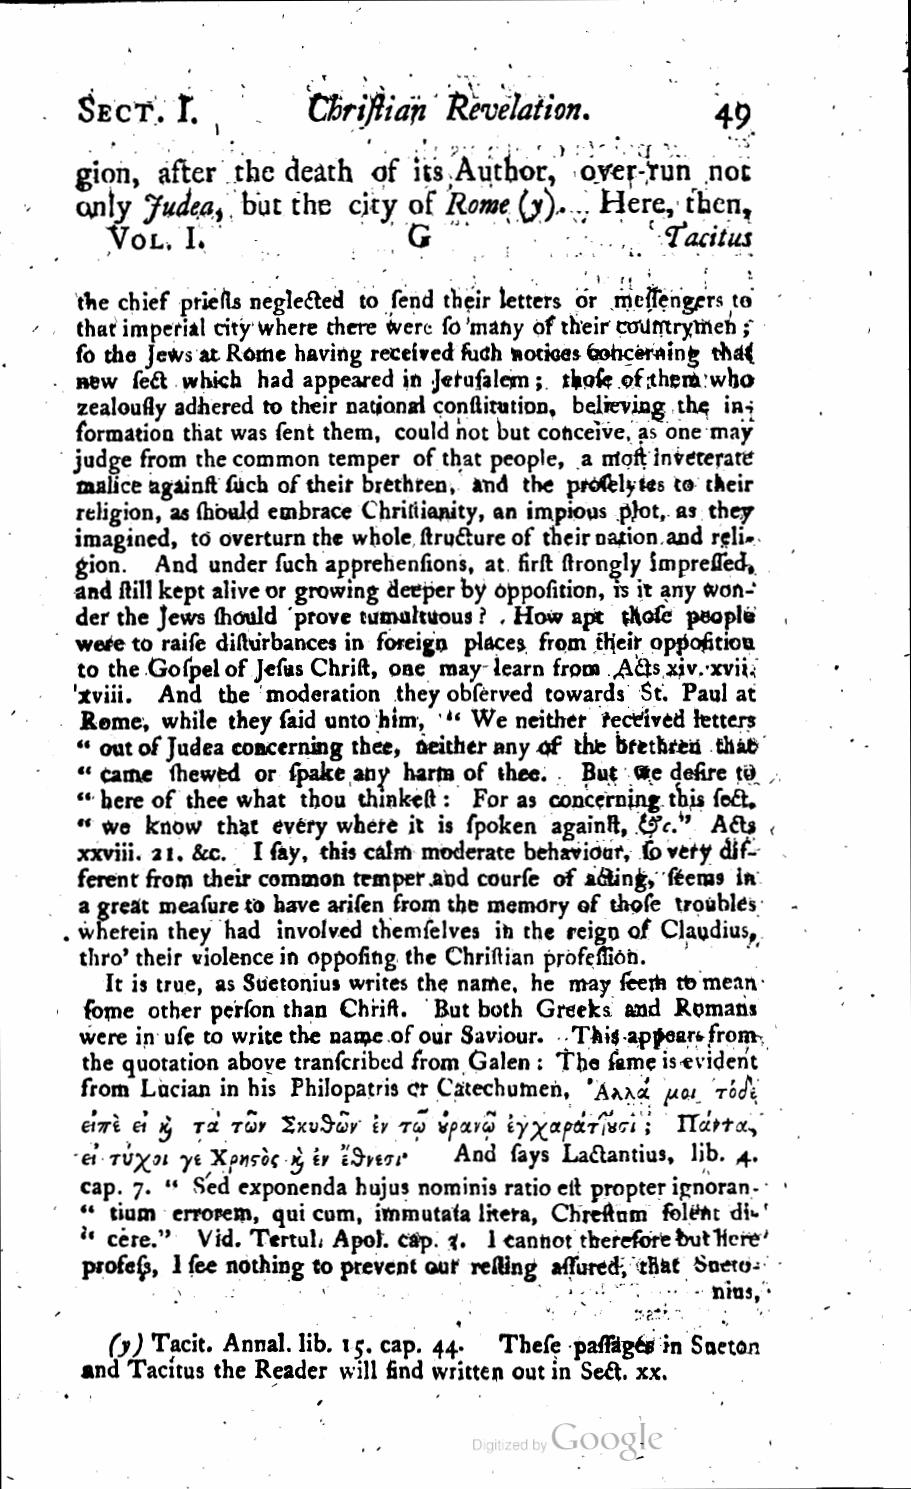 SECT. I. Chriſtian Revelation. 49
gion, after the death of its Author, over-run not
only Judea, but the city of Rome (y). Here, then,
VOL. I. G Tacitus
the chief prieſts neglected to ſend their letters or meſſengers to
that imperial city where there were ſo many of their countrymen;
ſo the Jews at Rome having received ſuch notices concerning that
new ſect which had appeared in Jeruſalem; thoſe of them who
zealouſly adhered to their national conſtitution, believing the in-
formation that was ſent them, could not but conceive, as one may
judge from the common temper of that people, a moſt inveterate
malice againſt ſuch of their brethren, and the proſelytes to their
religion, as ſhould embrace Chriſtianity, an impious plot, as they
imagined, to overturn the whole ſtructure of their nation and reli-
gion. And under ſuch apprehenſions, at firſt ſtrongly impreſſed,
and ſtill kept alive or growing deeper by oppoſition, is it any won-
der the Jews ſhould prove tumultuous? How apt thoſe people
were to raiſe diſturbances in foreign places from their oppoſition
to the Goſpel of Jeſus Chriſt, one may learn from Acts xiv. xvii.
xviii. And the moderation they obſerved towards St. Paul at
Rome, while they ſaid unto him, “ We neither received letters
“ out of Judea concerning thee, neither any of the brethren that
“ came ſhewed or ſpake any harm of thee. But we deſire to
“ here of thee what thou thinkeſt: For as concerning this ſect,
“ we know that every where it is ſpoken againſt, &c.” Acts
xxviii. 21. &c. I ſay, this calm moderate behaviour, ſo very dif-
ferent from their common temper and courſe of acting, ſeems in
a great meaſure to have ariſen from the memory of thoſe troubles
wherein they had involved themſelves in the reign of Claudius,
thro’ their violence in oppoſing the Chriſtian profeſſion.
It is true, as Suetonius writes the name, he may ſeem to mean
ſome other perſon than Chriſt. But both Greeks and Romans
were in uſe to write the name of our Saviour. This appears from
the quotation above tranſcribed from Galen: The ſame is evident
from Lucian in his Philopatris or Catechumen, Ἀλλά μοι τόδε
εἰπὲ εἰ ϗ τὰ τῶν Σκυθῶν ἐν τῷ ȣρανῷ ἐγχαράτȣσι; Πάντα,
εἰ τύχοι γε Χρηϛὸς ϗ ἐν ἔθνεσι· And ſays Lactantius, lib. 4.
cap. 7. “ Sed exponenda hujus nominis ratio eſt propter ignoran-
“ tium errorem, qui cum, immutata litera, Chreſtum ſolent di-
“ cere.” Vid. Tertul. Apol. cap. 3. I cannot therefore but here
profeſs, I ſee nothing to prevent our reſting aſſured, that Sueto-
nius,
(y) Tacit. Annal. lib. 15. cap. 44. Theſe paſſages in Sueton
and Tacitus the Reader will find written out in Sect. xx.
Digitized by Google